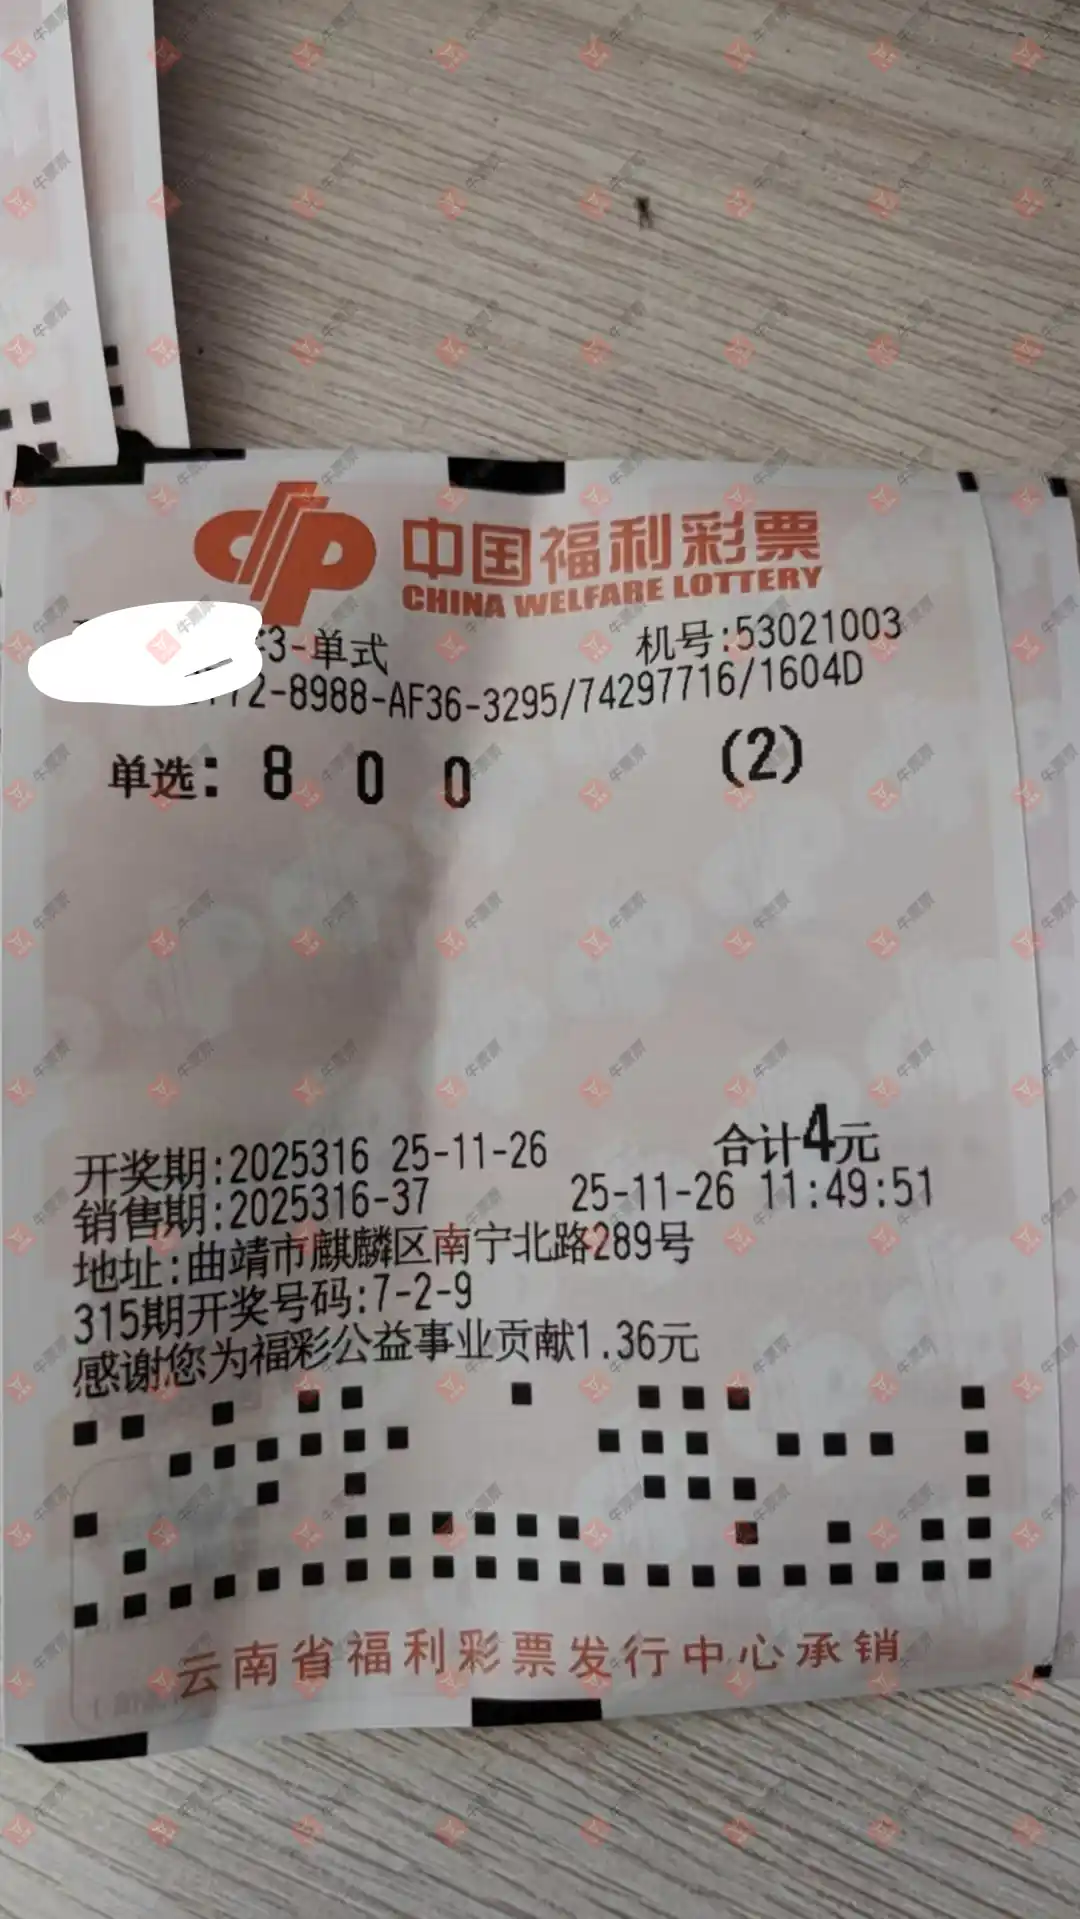 中国福利彩票
CHINA WELFARE LOTTERY
3-单式 机号:53021003
72-8988-AF36-3295/74297716/1604D
单选: 8 0 0 (2)
开奖期:2025316 25-11-26 合计4元
销售期:2025316-37 25-11-26 11:49:51
地址:曲靖市麒麟区南宁北路289号
315期开奖号码:7-2-9
感谢您为福彩公益事业贡献1.36元
云南省福利彩票发行中心承销
牛票票